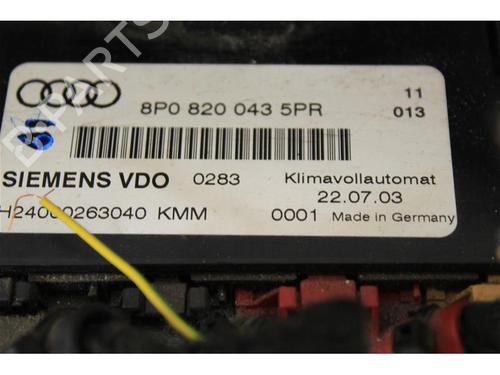 8P0 820 043 5PR
11
013
SIEMENS VDO 0283 Klimavollautomat
22.07.03
H24000263040 KMM 0001 Made in Germany